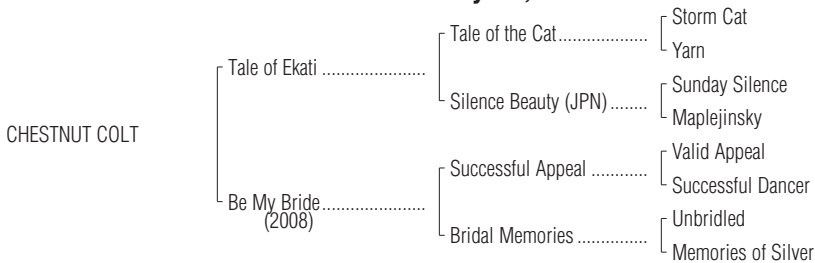 Storm Cat
Tale of the Cat....................
Yarn
Tale of Ekati .......................
Sunday Silence
Silence Beauty (JPN) ........
Maplejinsky
CHESTNUT COLT
Valid Appeal
Successful Appeal ............
Successful Dancer
Be My Bride.......................
(2008)
Unbridled
Bridal Memories ...............
Memories of Silver